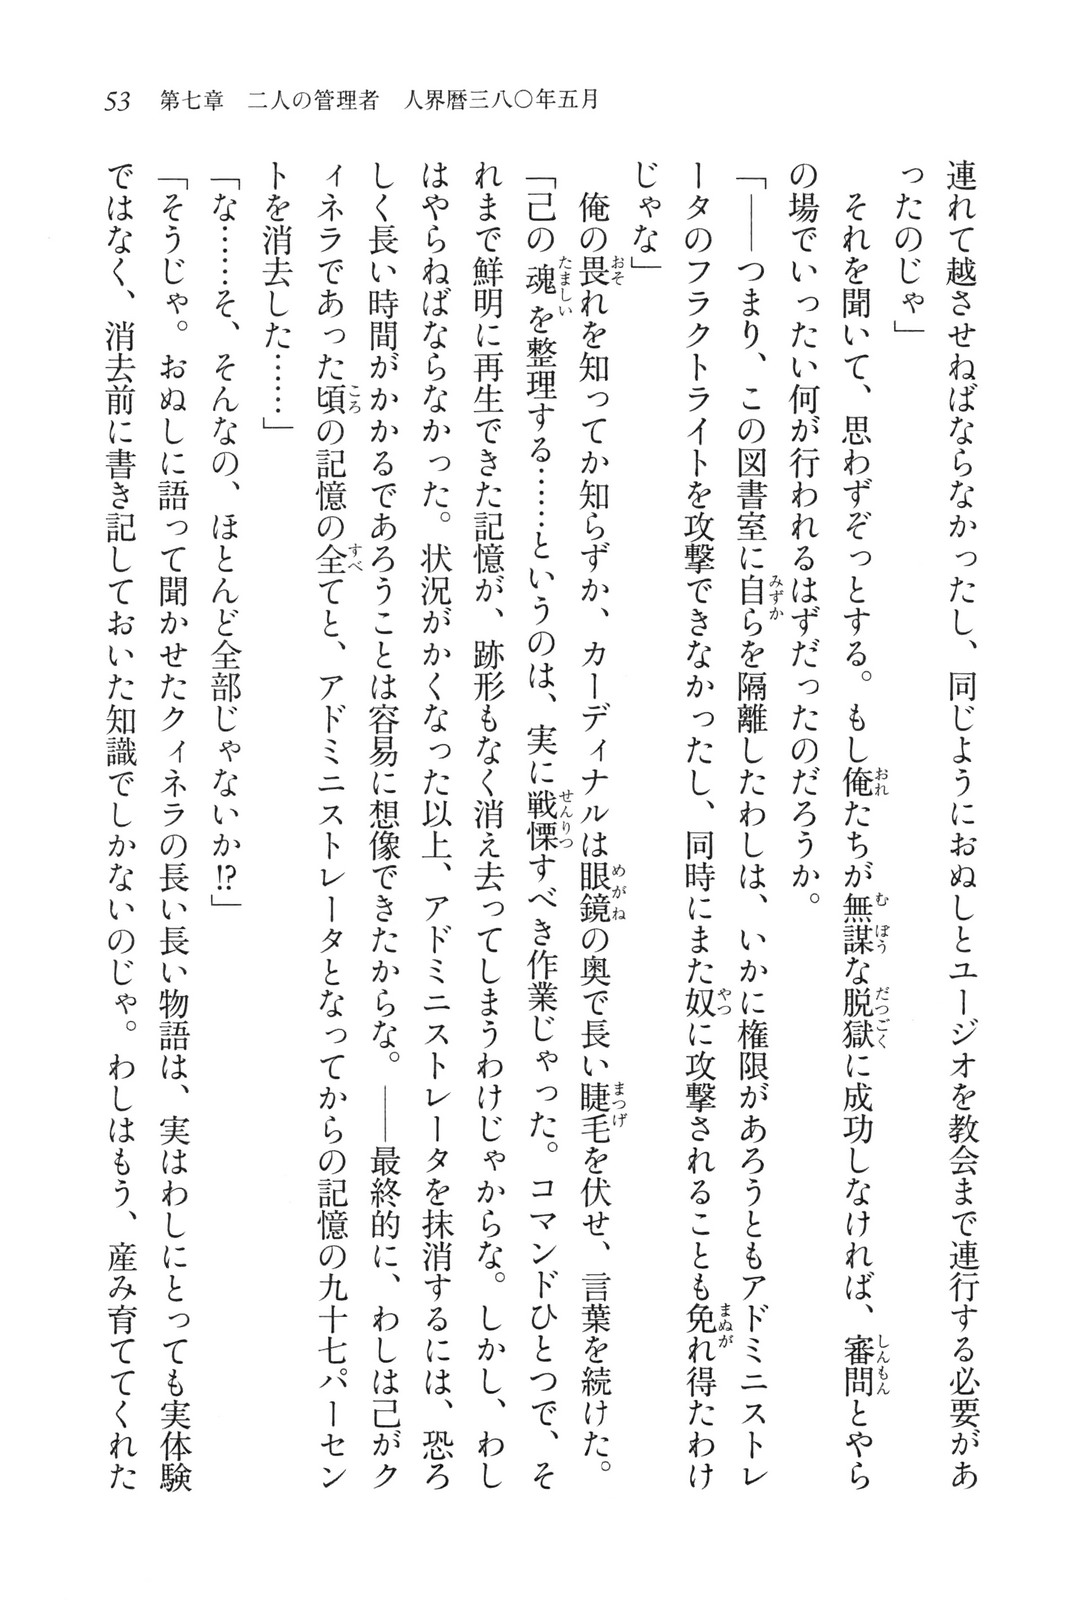 53　第七章　二人の管理者　人界暦三八〇年五月
連れて越させねばならなかったし、同じようにおぬしとユージオを教会まで連行する必要があ
ったのじゃ」
　それを聞いて、思わずぞっとする。もし俺たちが無謀な脱獄に成功しなければ、審問とやら
の場でいったい何が行われるはずだったのだろうか。
「――つまり、この図書室に自らを隔離したわしは、いかに権限があろうともアドミニストレ
ータのフラクトライトを攻撃できなかったし、同時にまた奴に攻撃されることも免れ得たわけ
じゃな」
　俺の畏れを知ってか知らずか、カーディナルは眼鏡の奥で長い睫毛を伏せ、言葉を続けた。
「己の魂を整理する……というのは、実に戦慄すべき作業じゃった。コマンドひとつで、そ
れまで鮮明に再生できた記憶が、跡形もなく消え去ってしまうわけじゃからな。しかし、わし
はやらねばならなかった。状況がかくなった以上、アドミニストレータを抹消するには、恐ろ
しく長い時間がかかるであろうことは容易に想像できたからな。――最終的に、わしは己がク
ィネラであった頃の記憶の全てと、アドミニストレータとなってからの記憶の九十七パーセン
トを消去した……」
「な……そ、そんなの、ほとんど全部じゃないか!?」
「そうじゃ。おぬしに語って聞かせたクィネラの長い長い物語は、実はわしにとっても実体験
ではなく、消去前に書き記しておいた知識でしかないのじゃ。わしはもう、産み育ててくれた